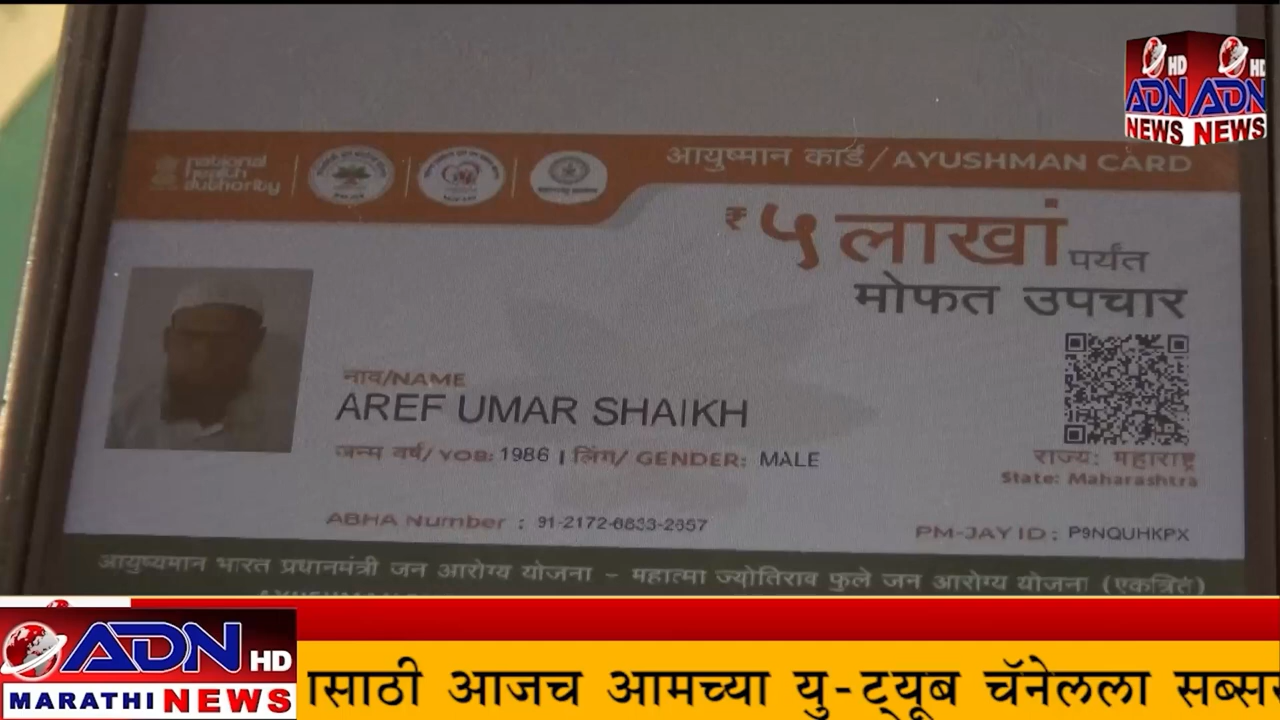 HD HD
ADN ADN
NEWS NEWS
national
health
authority
आयुष्मान कार्ड / AYUSHMAN CARD
₹५ लाखां पर्यंत
मोफत उपचार
नाव/NAME
AREF UMAR SHAIKH
जन्म वर्ष/ YOB: 1986 | लिंग/ GENDER: MALE
राज्य: महाराष्ट्र
State: Maharashtra
ABHA Number : 91-2172-6833-2657
PM-JAY ID : P9NQUHKPX
आयुष्यमान भारत प्रधानमंत्री जन आरोग्य योजना – महात्मा ज्योतिराव फुले जन आरोग्य योजना (एकत्रित)
ADN HD
MARATHI NEWS
ासाठी आजच आमच्या यु-ट्यूब चॅनेलला सब्स